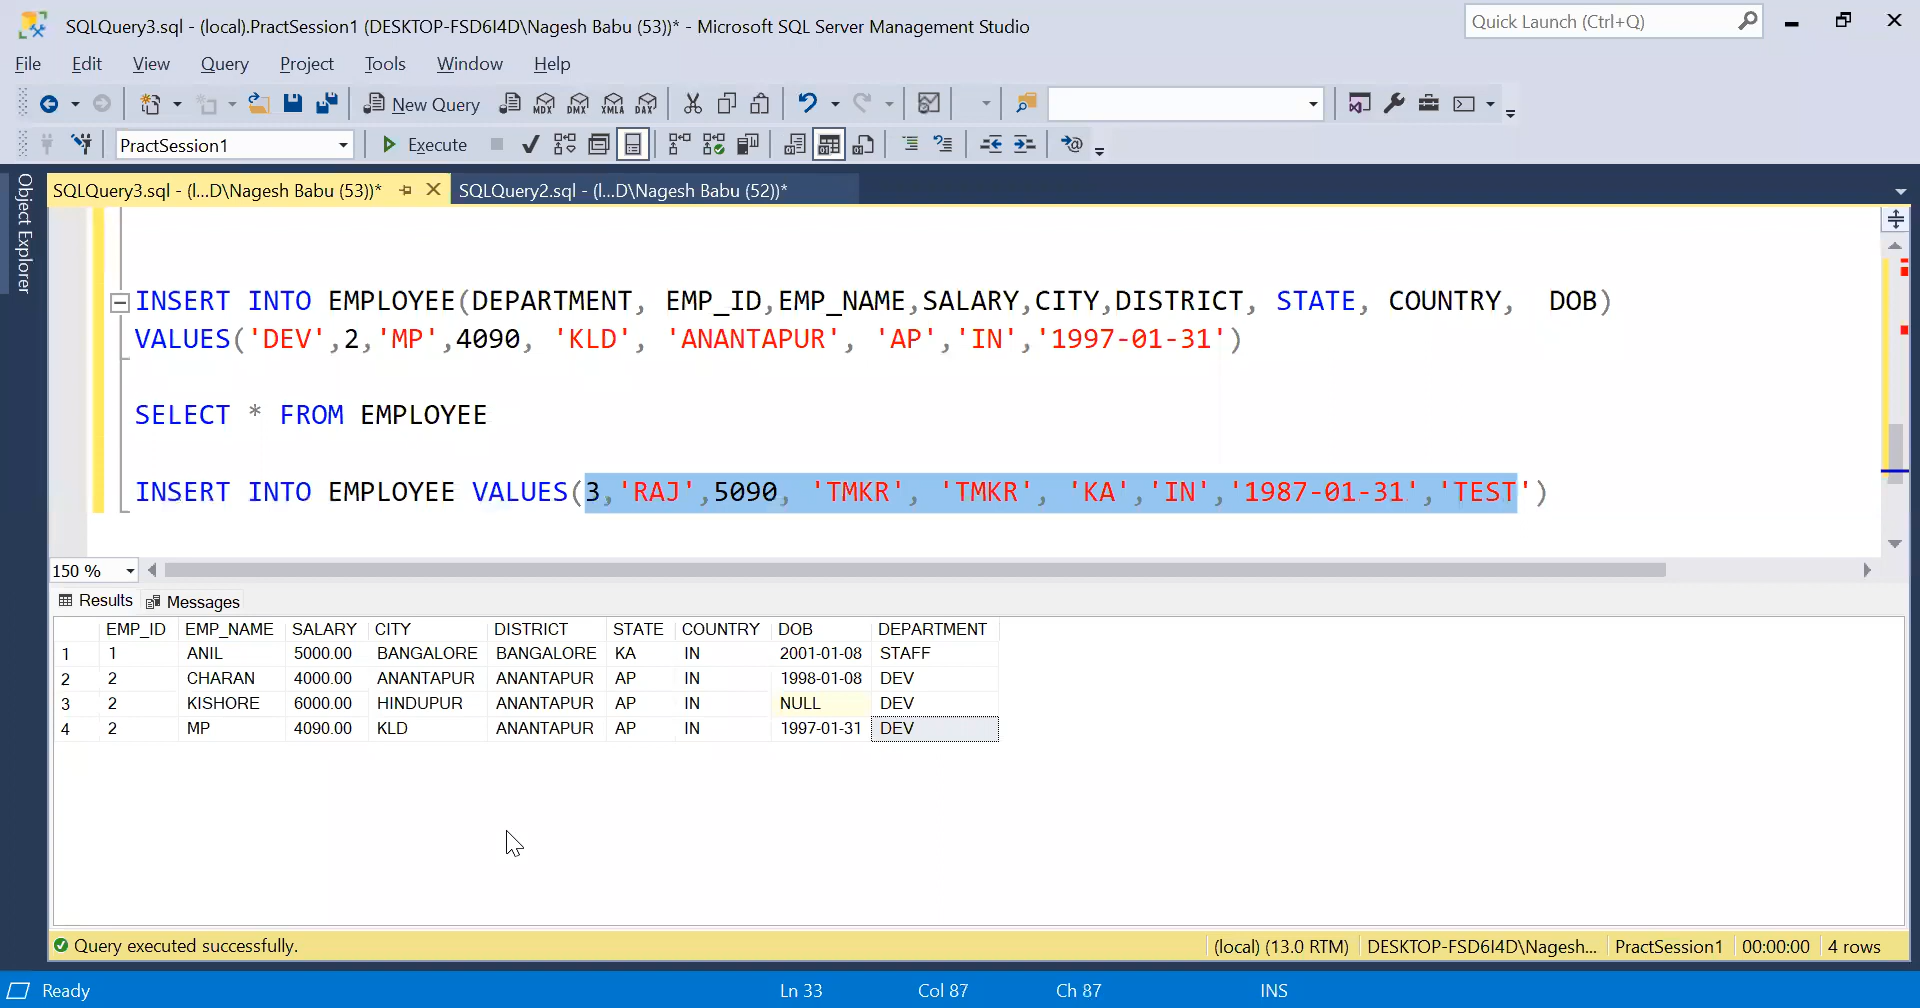 SQLQuery3.sql - (local).PractSession1 (DESKTOP-FSD6I4D\Nagesh Babu (53))* - Microsoft SQL Server Management Studio
Quick Launch (Ctrl+Q)
File Edit View Query Project Tools Window Help
New Query MDX DMX XMLA DAX
PractSession1 Execute
Object Explorer
SQLQuery3.sql - (l...D\Nagesh Babu (53))* SQLQuery2.sql - (l...D\Nagesh Babu (52))*
INSERT INTO EMPLOYEE(DEPARTMENT, EMP_ID,EMP_NAME,SALARY,CITY,DISTRICT, STATE, COUNTRY, DOB)
VALUES('DEV',2,'MP',4090, 'KLD', 'ANANTAPUR', 'AP','IN','1997-01-31')
SELECT * FROM EMPLOYEE
INSERT INTO EMPLOYEE VALUES(3,'RAJ',5090, 'TMKR', 'TMKR', 'KA','IN','1987-01-31','TEST')
150 %
Results Messages
EMP_ID EMP_NAME SALARY CITY DISTRICT STATE COUNTRY DOB DEPARTMENT
1 1 ANIL 5000.00 BANGALORE BANGALORE KA IN 2001-01-08 STAFF
2 2 CHARAN 4000.00 ANANTAPUR ANANTAPUR AP IN 1998-01-08 DEV
3 2 KISHORE 6000.00 HINDUPUR ANANTAPUR AP IN NULL DEV
4 2 MP 4090.00 KLD ANANTAPUR AP IN 1997-01-31 DEV
Query executed successfully. (local) (13.0 RTM) DESKTOP-FSD6I4D\Nagesh... PractSession1 00:00:00 4 rows
Ready Ln 33 Col 87 Ch 87 INS